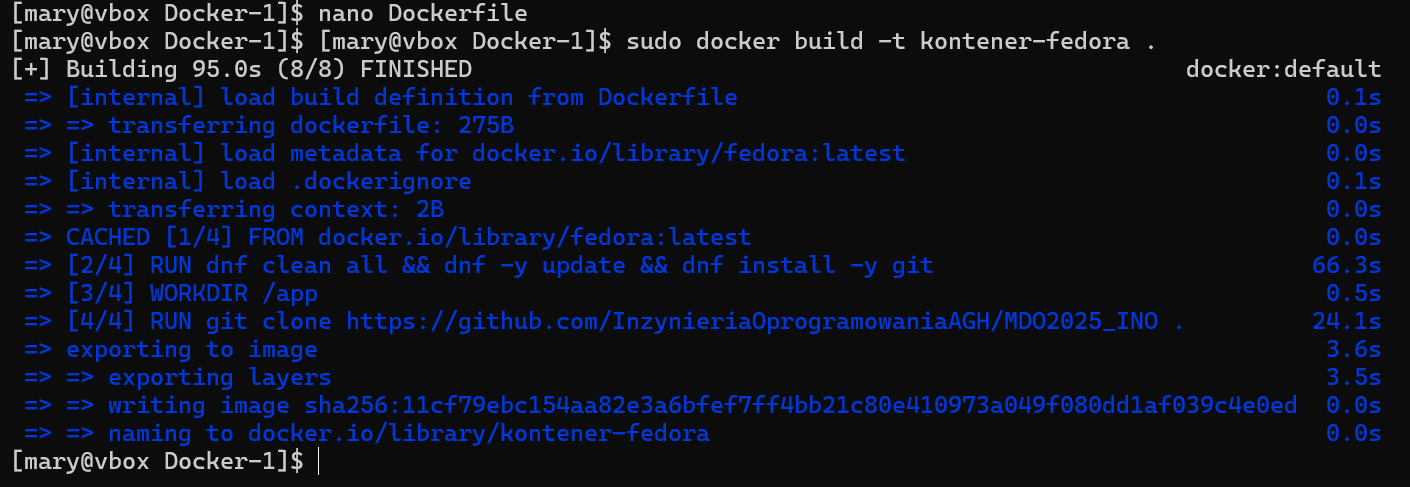 [mary@vbox Docker-1]$ nano Dockerfile
[mary@vbox Docker-1]$ [mary@vbox Docker-1]$ sudo docker build -t kontener-fedora .
[+] Building 95.0s (8/8) FINISHED docker:default
=> [internal] load build definition from Dockerfile 0.1s
=> => transferring dockerfile: 275B 0.0s
=> [internal] load metadata for docker.io/library/fedora:latest 0.0s
=> [internal] load .dockerignore 0.1s
=> => transferring context: 2B 0.0s
=> CACHED [1/4] FROM docker.io/library/fedora:latest 0.0s
=> [2/4] RUN dnf clean all && dnf -y update && dnf install -y git 66.3s
=> [3/4] WORKDIR /app 0.5s
=> [4/4] RUN git clone https://github.com/InzynieriaOprogramowaniaAGH/MDO2025_INO . 24.1s
=> exporting to image 3.6s
=> => exporting layers 3.5s
=> => writing image sha256:11cf79ebc154aa82e3a6bfef7ff4bb21c80e410973a049f080dd1af039c4e0ed 0.0s
=> => naming to docker.io/library/kontener-fedora 0.0s
[mary@vbox Docker-1]$